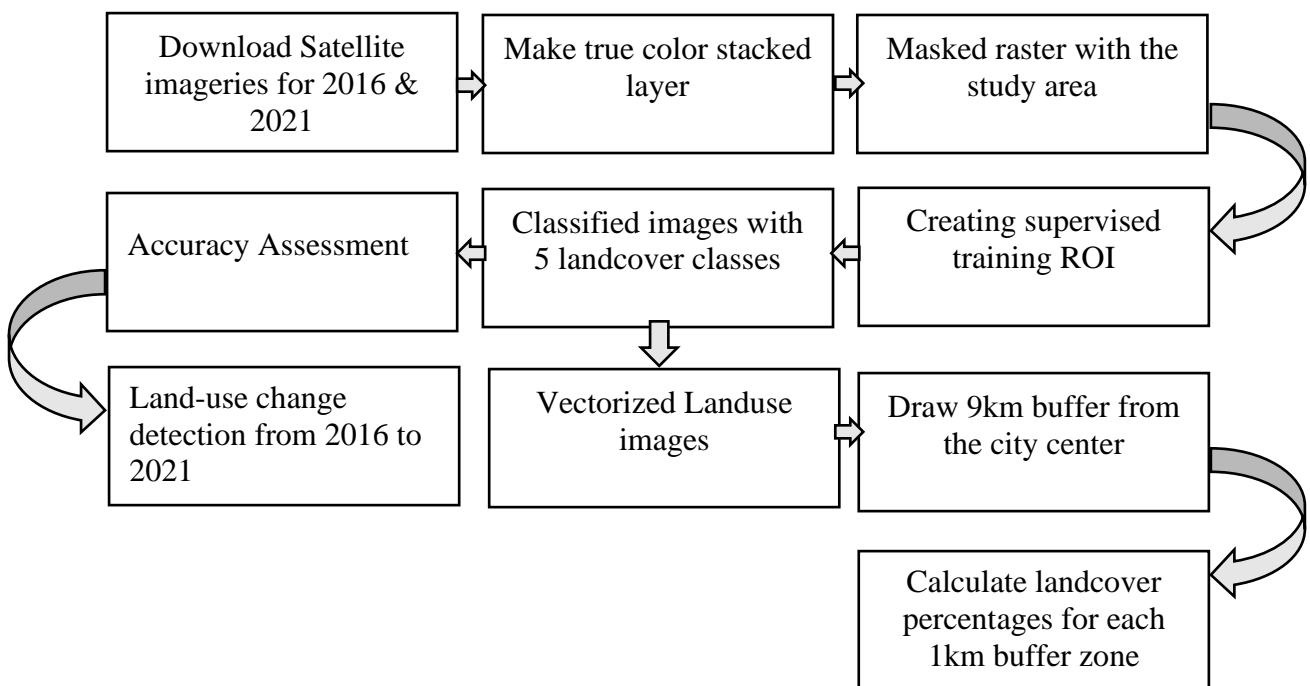 Download Satellite
imageries for 2016 &
2021
Make true color stacked
layer
Masked raster with the
study area
Creating supervised
training ROI
Classified images with
5 landcover classes
Accuracy Assessment
Land-use change
detection from 2016 to
2021
Vectorized Landuse
images
Draw 9km buffer from
the city center
Calculate landcover
percentages for each
1km buffer zone